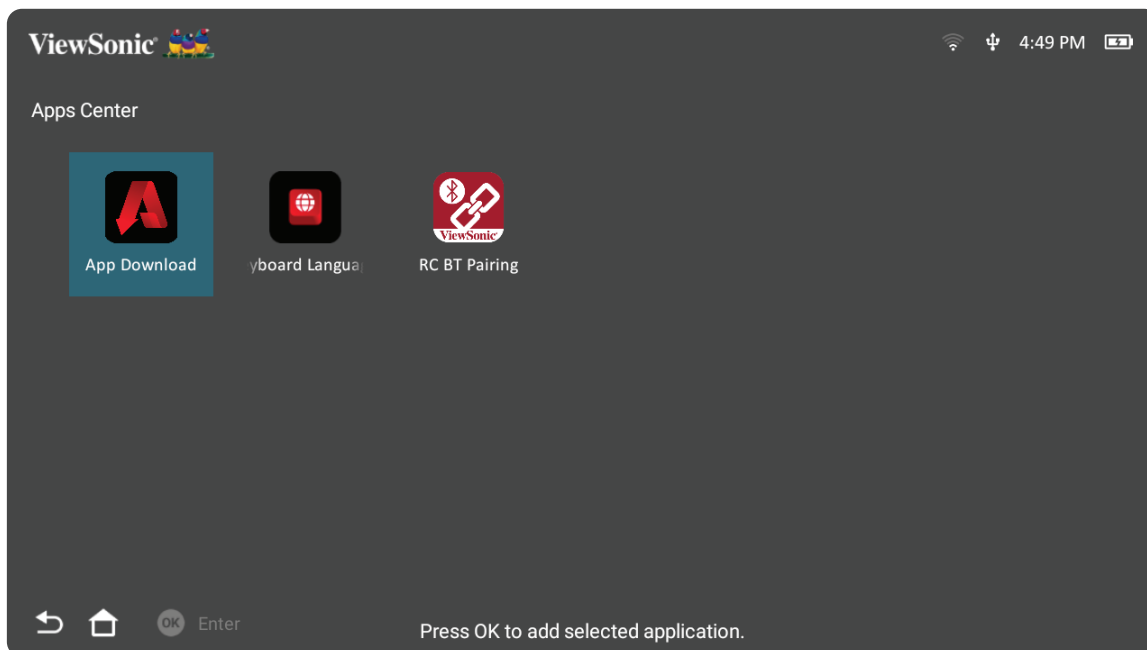 ViewSonic
4:49 PM
Apps Center
App Download
yboard Langua
ViewSonic
RC BT Pairing
OK Enter
Press OK to add selected application.